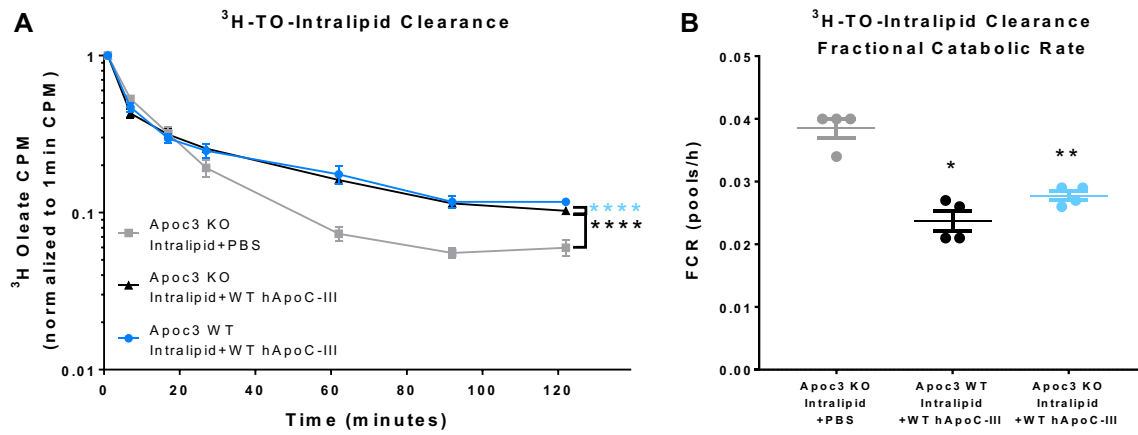 A
³H-TO-Intralipid Clearance
³H Oleate CPM
(normalized to 1min CPM)
1
0.1
0.01
Apoc3 KO
Intralipid+PBS
Apoc3 KO
Intralipid+WT hApoC-III
Apoc3 WT
Intralipid+WT hApoC-III
****
****
0 20 40 60 80 100 120
Time (minutes)
B
³H-TO-Intralipid Clearance
Fractional Catabolic Rate
FCR (pools/h)
0.05
0.04
0.03
0.02
0.01
0.00
*
**
Apoc3 KO
Intralipid
+PBS
Apoc3 WT
Intralipid
+WT hApoC-III
Apoc3 KO
Intralipid
+WT hApoC-III